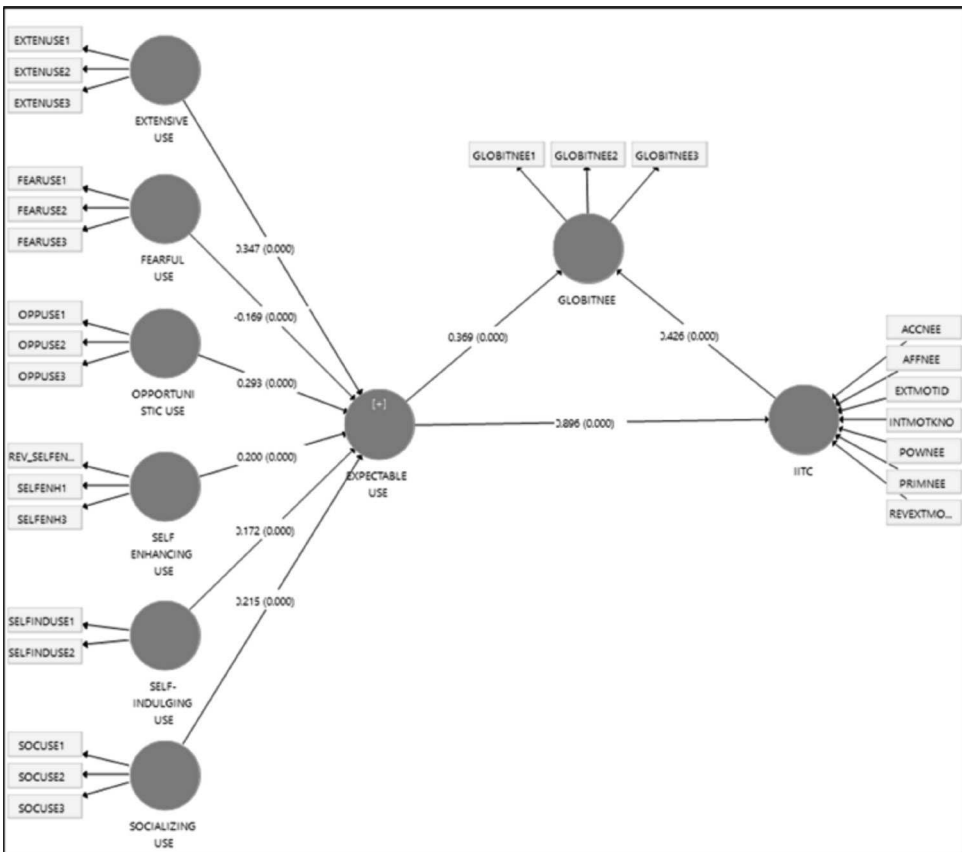 EXTENUSE1
EXTENUSE2
EXTENUSE3
EXTENSIVE
USE
FEARUSE1
FEARUSE2
FEARUSE3
FEARFUL
USE
OPPUSE1
OPPUSE2
OPPUSE3
OPPORTUNI
STIC USE
REV_SELFEN...
SELFENH1
SELFENH3
SELF
ENHANCING
USE
SELFINDUSE1
SELFINDUSE2
SELF-
INDULGING
USE
SOCUSE1
SOCUSE2
SOCUSE3
SOCIALIZING
USE
0.347 (0.000)
-0.169 (0.000)
0.293 (0.000)
0.200 (0.000)
0.172 (0.000)
0.215 (0.000)
[+]
EXPECTABLE
USE
GLOBITNEE1 GLOBITNEE2 GLOBITNEE3
GLOBITNEE
0.369 (0.000)
0.426 (0.000)
0.896 (0.000)
IITC
ACCNEE
AFFNEE
EXTMOTID
INTMOTKNO
POWNEE
PRIMNEE
REVEXTMO...